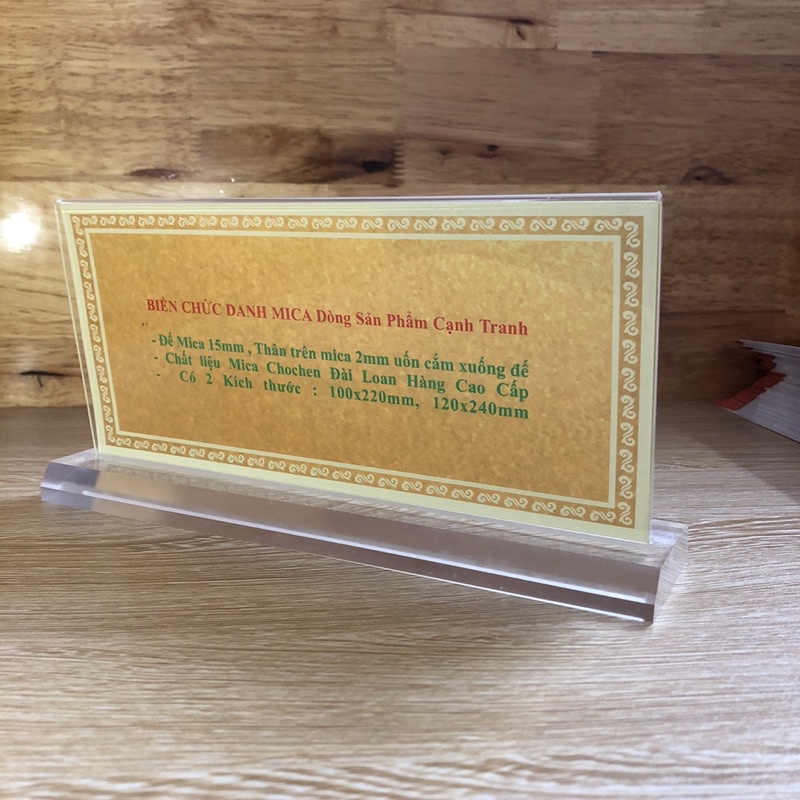 BIỂN CHỨC DANH MICA Dòng Sản Phẩm Cạnh Tranh
- Đế Mica 15mm , Thân trên mica 2mm uốn cắm xuống đế
- Chất liệu Mica Chochen Đài Loan Hàng Cao Cấp
- Có 2 Kích thước : 100x220mm, 120x240mm